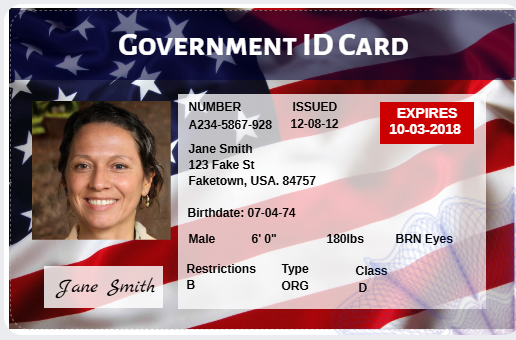 Government ID Card
NUMBER ISSUED
A234-5867-928 12-08-12
EXPIRES
10-03-2018
Jane Smith
123 Fake St
Faketown, USA. 84757
Birthdate: 07-04-74
Male 6' 0" 180lbs BRN Eyes
Restrictions Type Class
B ORG D
Jane Smith